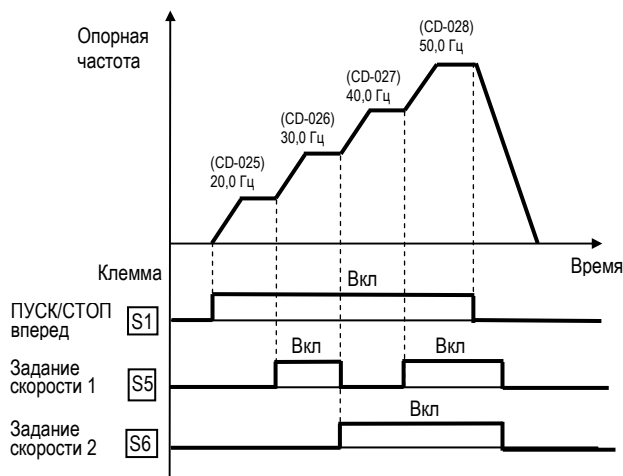 Опорная
частота
(CD-028)
50,0 Гц
(CD-027)
40,0 Гц
(CD-026)
30,0 Гц
(CD-025)
20,0 Гц
Время
Клемма
Вкл
ПУСК/СТОП
вперед
S1
Вкл
Вкл
Задание
скорости 1
S5
Вкл
Задание
скорости 2
S6